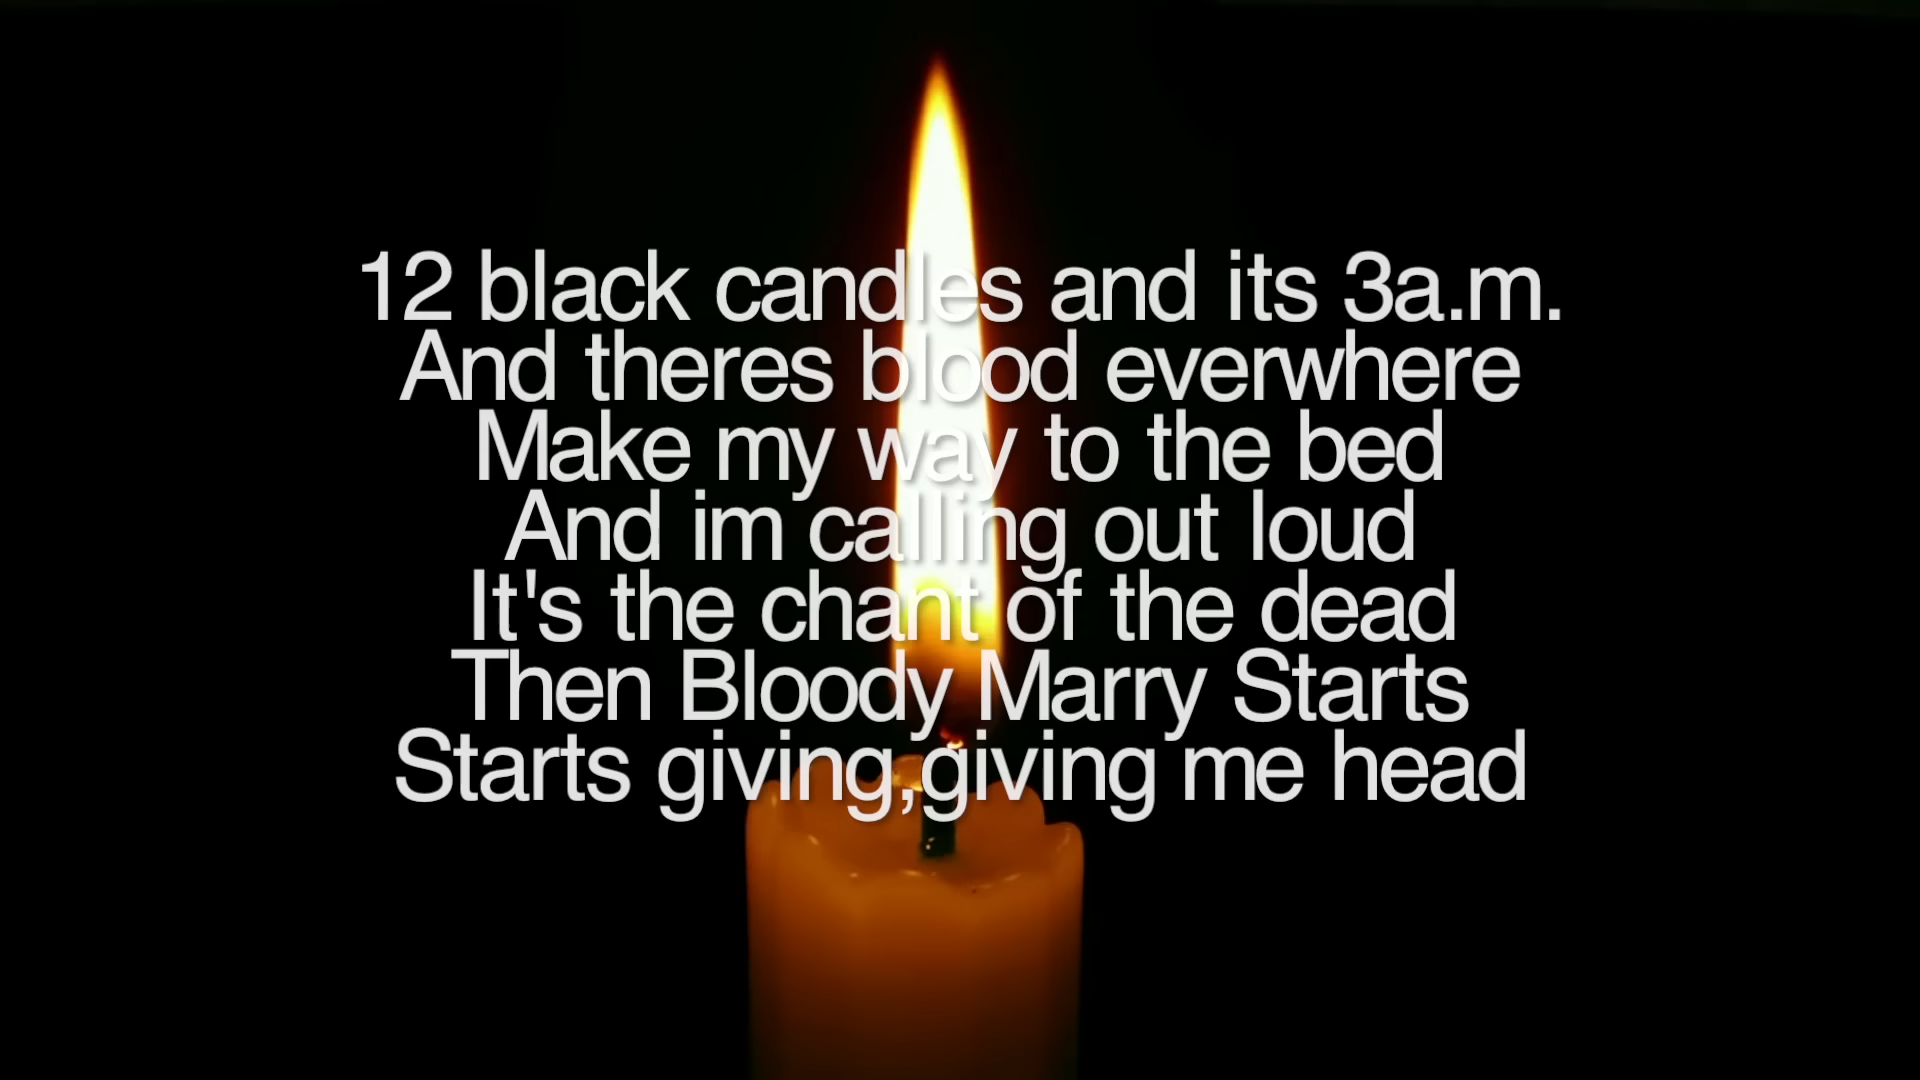 12 black candles and its 3a.m.
And theres blood everwhere
Make my way to the bed
And im calling out loud
It's the chant of the dead
Then Bloody Marry Starts
Starts giving,giving me head